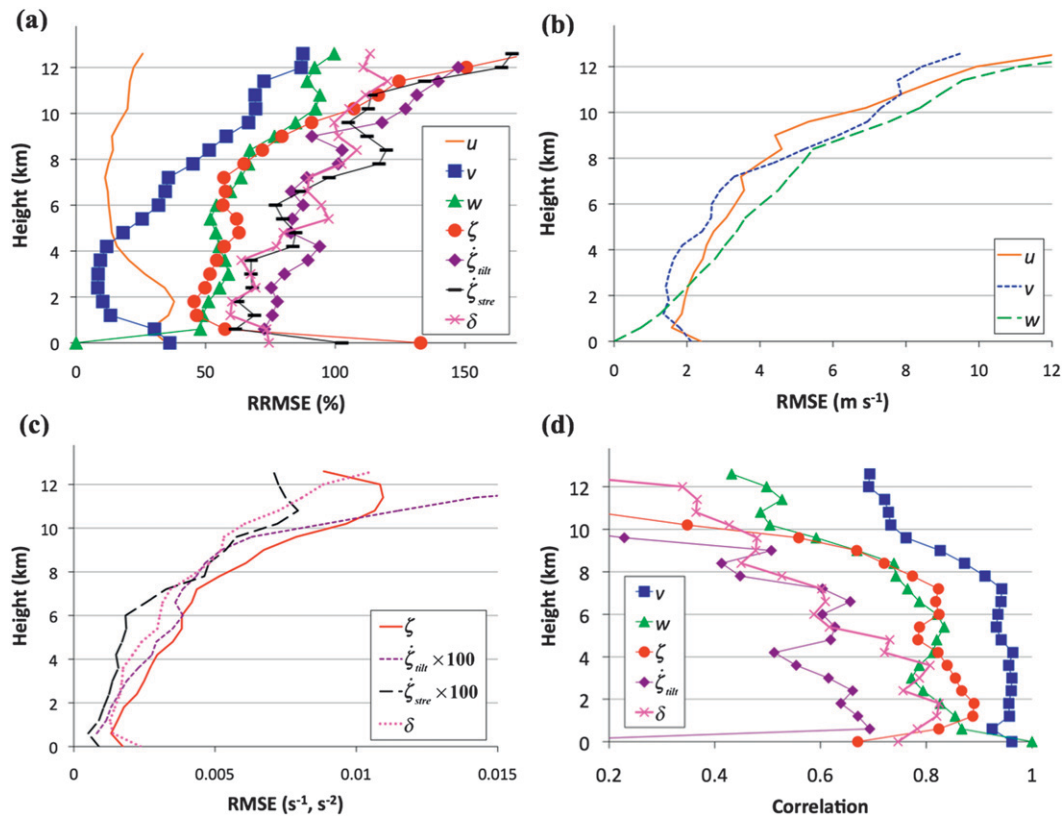 (a)
12
10
8
6
4
2
0
Height (km)
0 50 100 150
RRMSE (%)
u
v
w
ζ
ζ̇tilt
ζ̇stre
δ
(b)
12
10
8
6
4
2
0
Height (km)
0 2 4 6 8 10 12
RMSE (m s-1)
u
v
w
(c)
12
10
8
6
4
2
0
Height (km)
0 0.005 0.01 0.015
RMSE (s-1, s-2)
ζ
ζ̇tilt × 100
ζ̇stre × 100
δ
(d)
12
10
8
6
4
2
0
Height (km)
0.2 0.4 0.6 0.8 1
Correlation
v
w
ζ
ζ̇tilt
δ